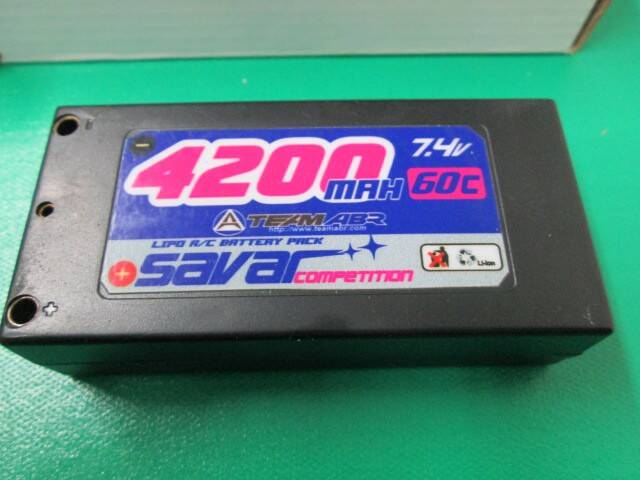 4200 7.4V
MAH 60C
TEAM ABR
http://www.teamabr.com
LIPO R/C BATTERY PACK
savar
COMPETITION
Li-ion